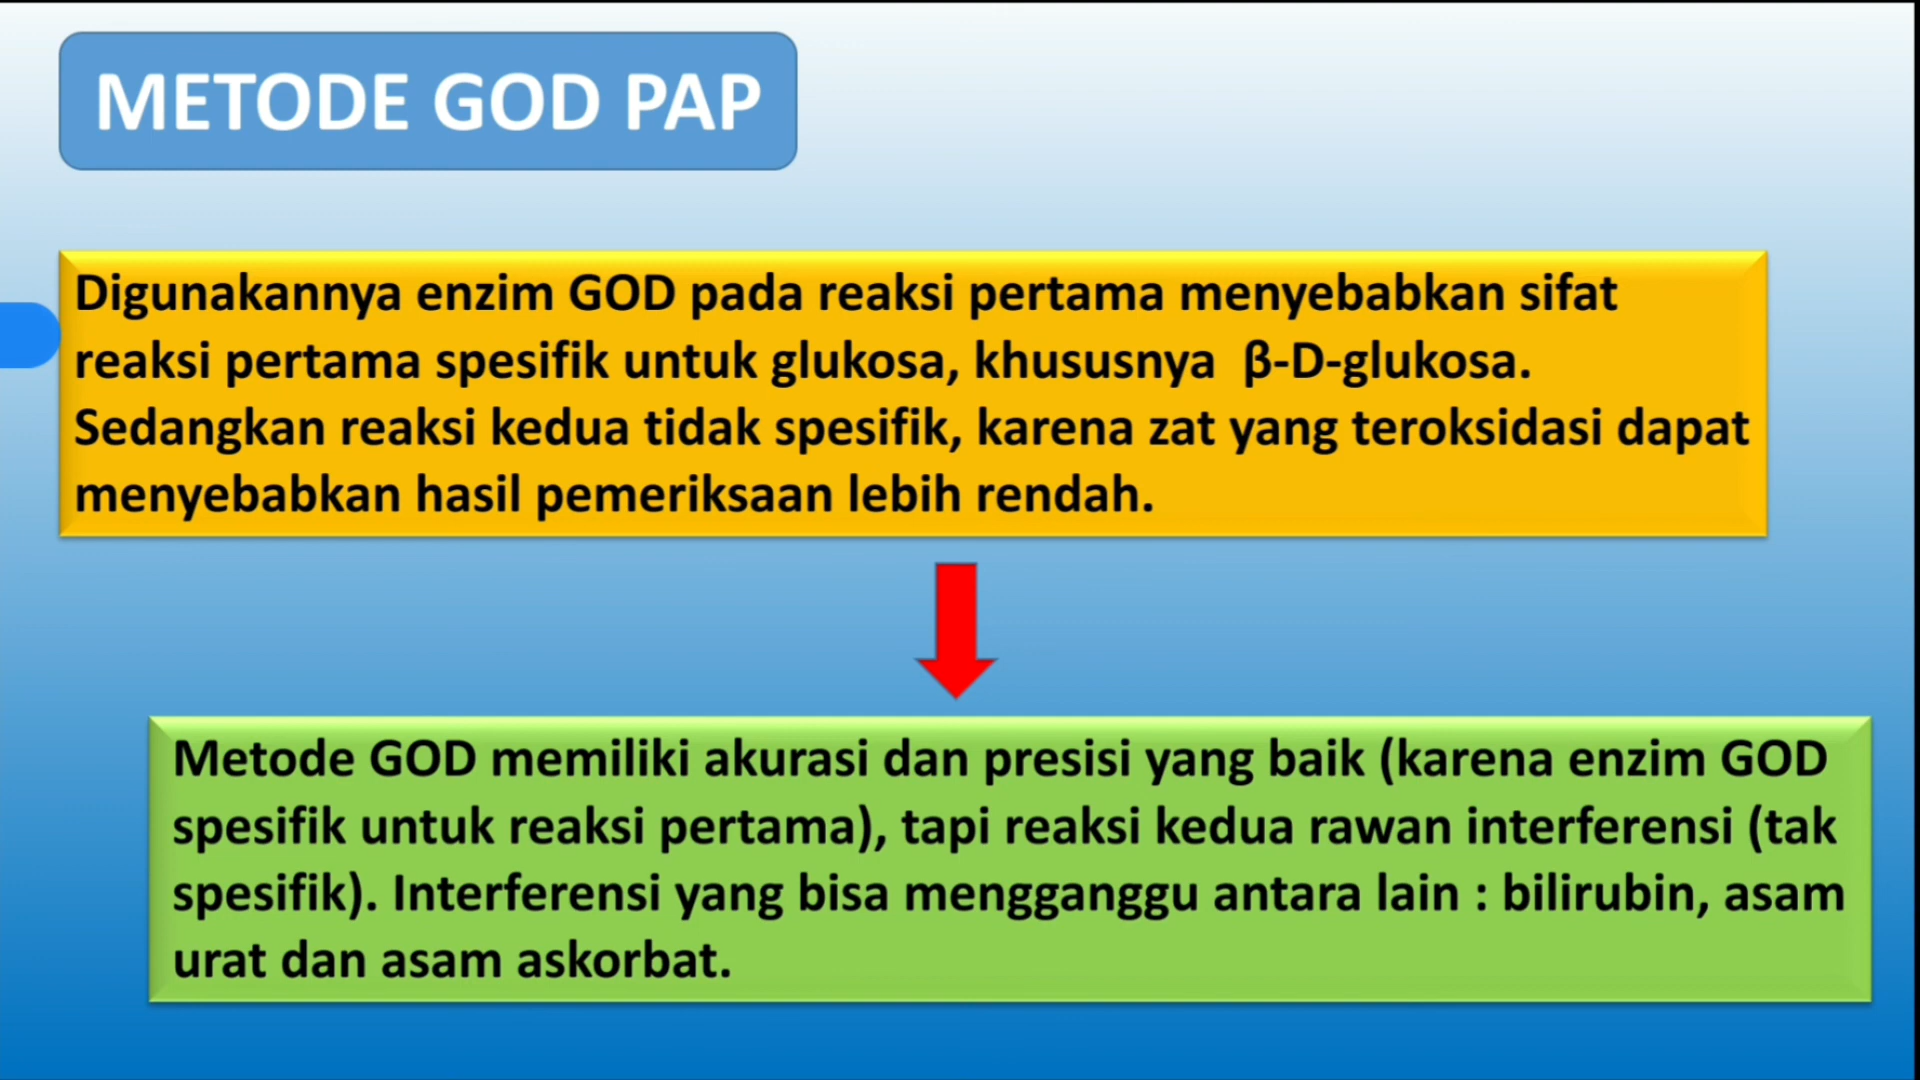 METODE GOD PAP
Digunakannya enzim GOD pada reaksi pertama menyebabkan sifat
reaksi pertama spesifik untuk glukosa, khususnya β-D-glukosa.
Sedangkan reaksi kedua tidak spesifik, karena zat yang teroksidasi dapat
menyebabkan hasil pemeriksaan lebih rendah.
Metode GOD memiliki akurasi dan presisi yang baik (karena enzim GOD
spesifik untuk reaksi pertama), tapi reaksi kedua rawan interferensi (tak
spesifik). Interferensi yang bisa mengganggu antara lain : bilirubin, asam
urat dan asam askorbat.